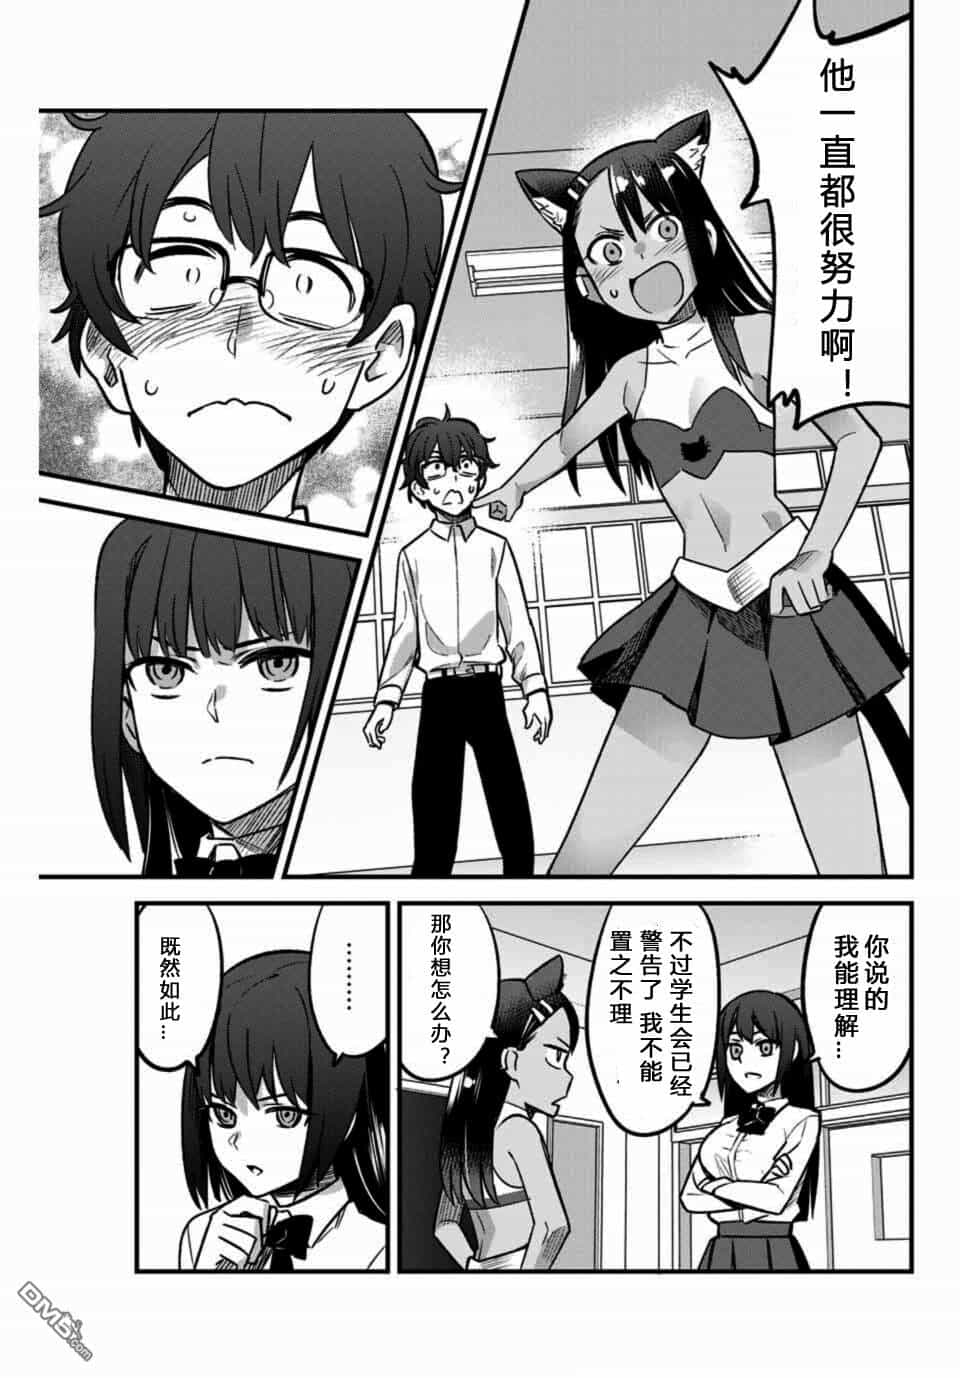 他一直都很努力啊！
你说的
我能理解…
不过学生会已经
警告了 我不能
置之不理
那你想怎么办？
………
既然如此…
DM5